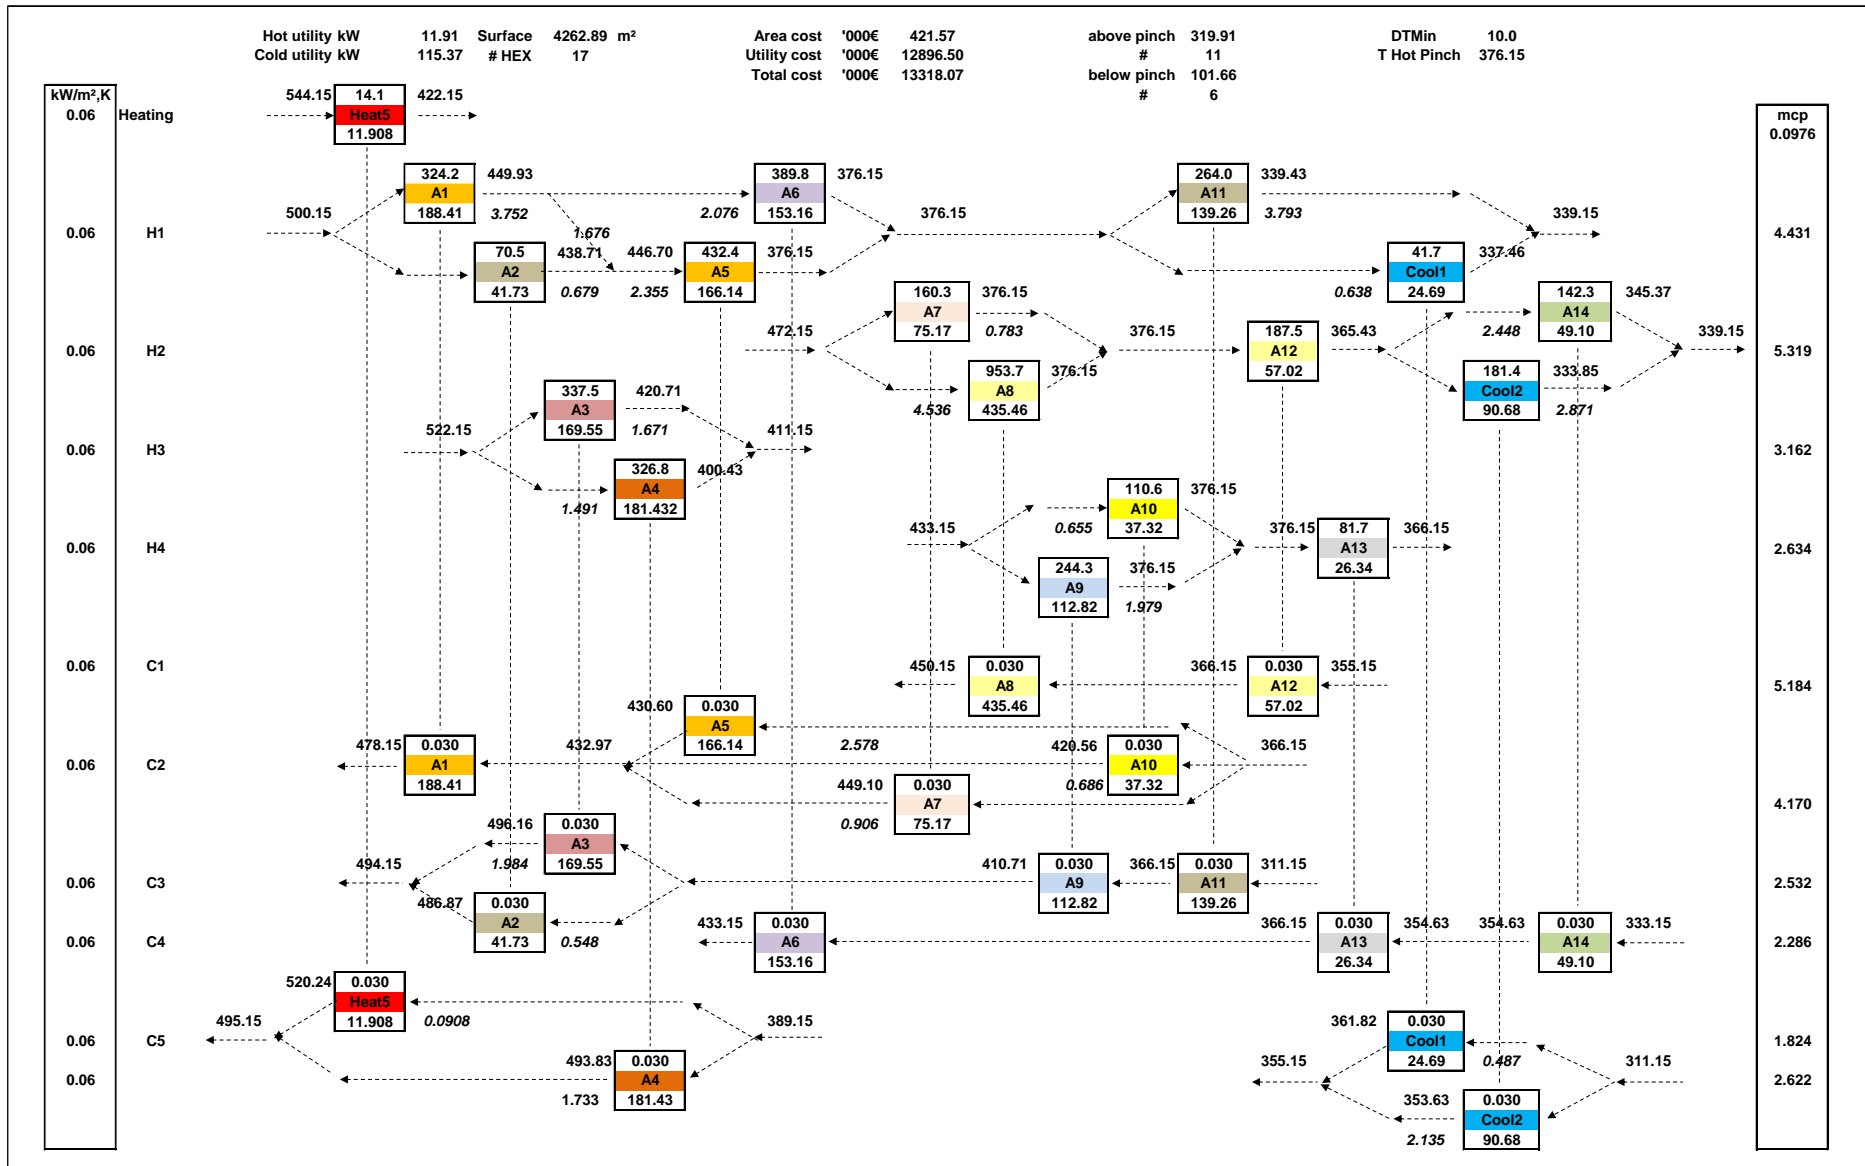 Hot utility kW 11.91 Surface 4262.89 m² Area cost '000€ 421.57 above pinch 319.91 DTMin 10.0
Cold utility kW 115.37 # HEX 17 Utility cost '000€ 12896.50 # 11 T Hot Pinch 376.15
Total cost '000€ 13318.07 below pinch 101.66
# 6
kW/m²,K 544.15 14.1 422.15
0.06 Heating Heat5 mcp
11.908 0.0976
324.2 449.93 389.8 376.15 264.0 339.43
A1 A6 A11
500.15 188.41 3.752 2.076 153.16 376.15 139.26 3.793 339.15
0.06 H1 1.676 4.431
70.5 438.71 446.70 432.4 376.15 41.7 337.46
A2 A5 Cool1
41.73 0.679 2.355 166.14 0.638 24.69
160.3 376.15 142.3 345.37
A7 A14
472.15 75.17 0.783 376.15 187.5 365.43 2.448 49.10 339.15
0.06 H2 A12 5.319
953.7 376.15 57.02 181.4 333.85
A8 Cool2
4.536 435.46 90.68 2.871
337.5 420.71
A3
522.15 169.55 1.671 411.15
0.06 H3 3.162
326.8 400.43
A4
1.491 181.432
110.6 376.15
A10
433.15 0.655 37.32 376.15 81.7 366.15
0.06 H4 A13 2.634
244.3 376.15 26.34
A9
112.82 1.979
450.15 0.030 366.15 0.030 355.15
0.06 C1 A8 A12 5.184
435.46 57.02
430.60 0.030
A5
478.15 0.030 432.97 166.14 2.578 420.56 0.030 366.15
0.06 C2 A1 A10
188.41 449.10 0.030 0.686 37.32
A7 4.170
0.906 75.17
496.16 0.030
A3
494.15 1.984 169.55 410.71 0.030 366.15 0.030 311.15
0.06 C3 A9 A11 2.532
486.87 0.030 112.82 139.26
A2
41.73 0.548
433.15 0.030 366.15 0.030 354.63 354.63 0.030 333.15
0.06 C4 A6 A13 A14 2.286
153.16 26.34 49.10
520.24 0.030
Heat5
495.15 11.908 0.0908 389.15 361.82 0.030
0.06 C5 Cool1 1.824
493.83 0.030 355.15 24.69 0.487 311.15
0.06 A4 2.622
1.733 181.43 353.63 0.030
Cool2
2.135 90.68